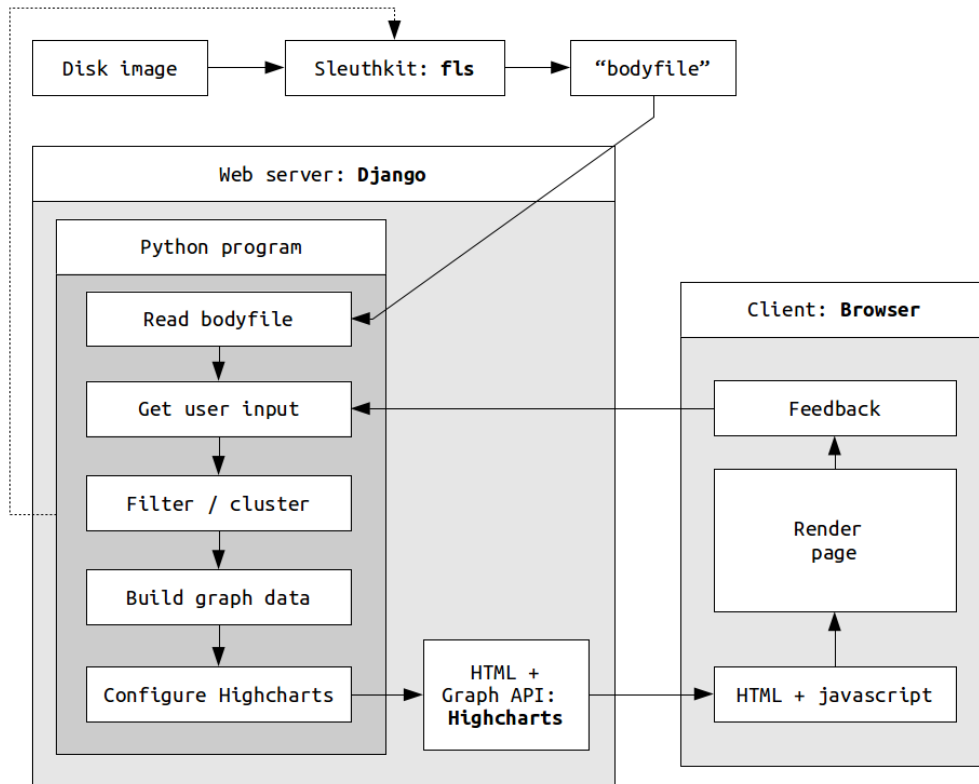 Disk image
Sleuthkit: fls
“bodyfile”
Web server: Django
Python program
Read bodyfile
Get user input
Filter / cluster
Build graph data
Configure Highcharts
HTML +
Graph API:
Highcharts
Client: Browser
Feedback
Render
page
HTML + javascript